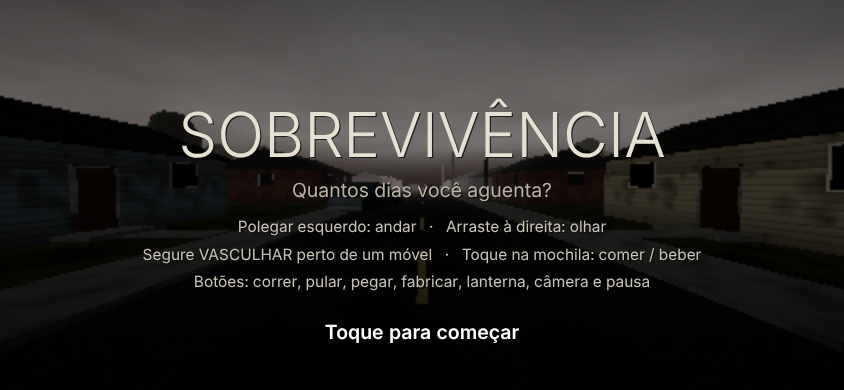 SOBREVIVÊNCIA
Quantos dias você aguenta?
Polegar esquerdo: andar · Arraste à direita: olhar
Segure VASCULHAR perto de um móvel · Toque na mochila: comer / beber
Botões: correr, pular, pegar, fabricar, lanterna, câmera e pausa
Toque para começar